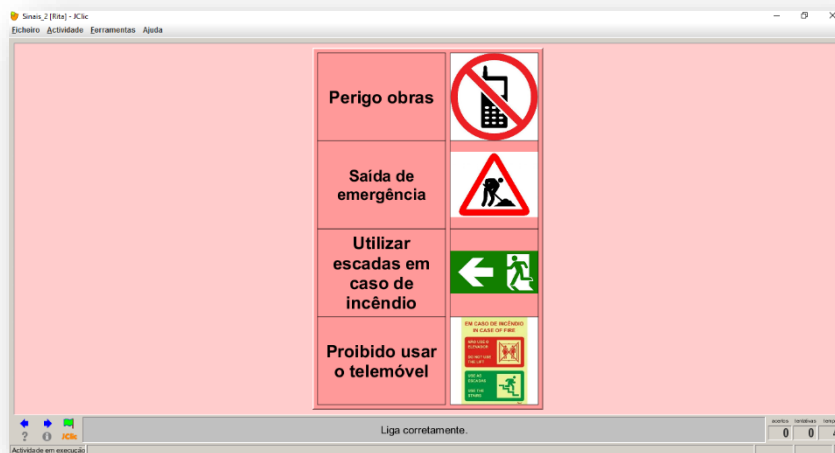 Sinais_2 [Rita] - JClic
Ficheiro Actividade Ferramentas Ajuda
Perigo obras
Saída de
emergência
Utilizar
escadas em
caso de
incêndio
Proibido usar
o telemóvel
EM CASO DE INCÊNDIO
IN CASE OF FIRE
NÃO USE O
ELEVADOR
DO NOT USE
THE LIFT
USE AS
ESCADAS
USE THE
STAIRS
Liga corretamente.
JClic
acertos tentativas
0 0
Actividade em execução